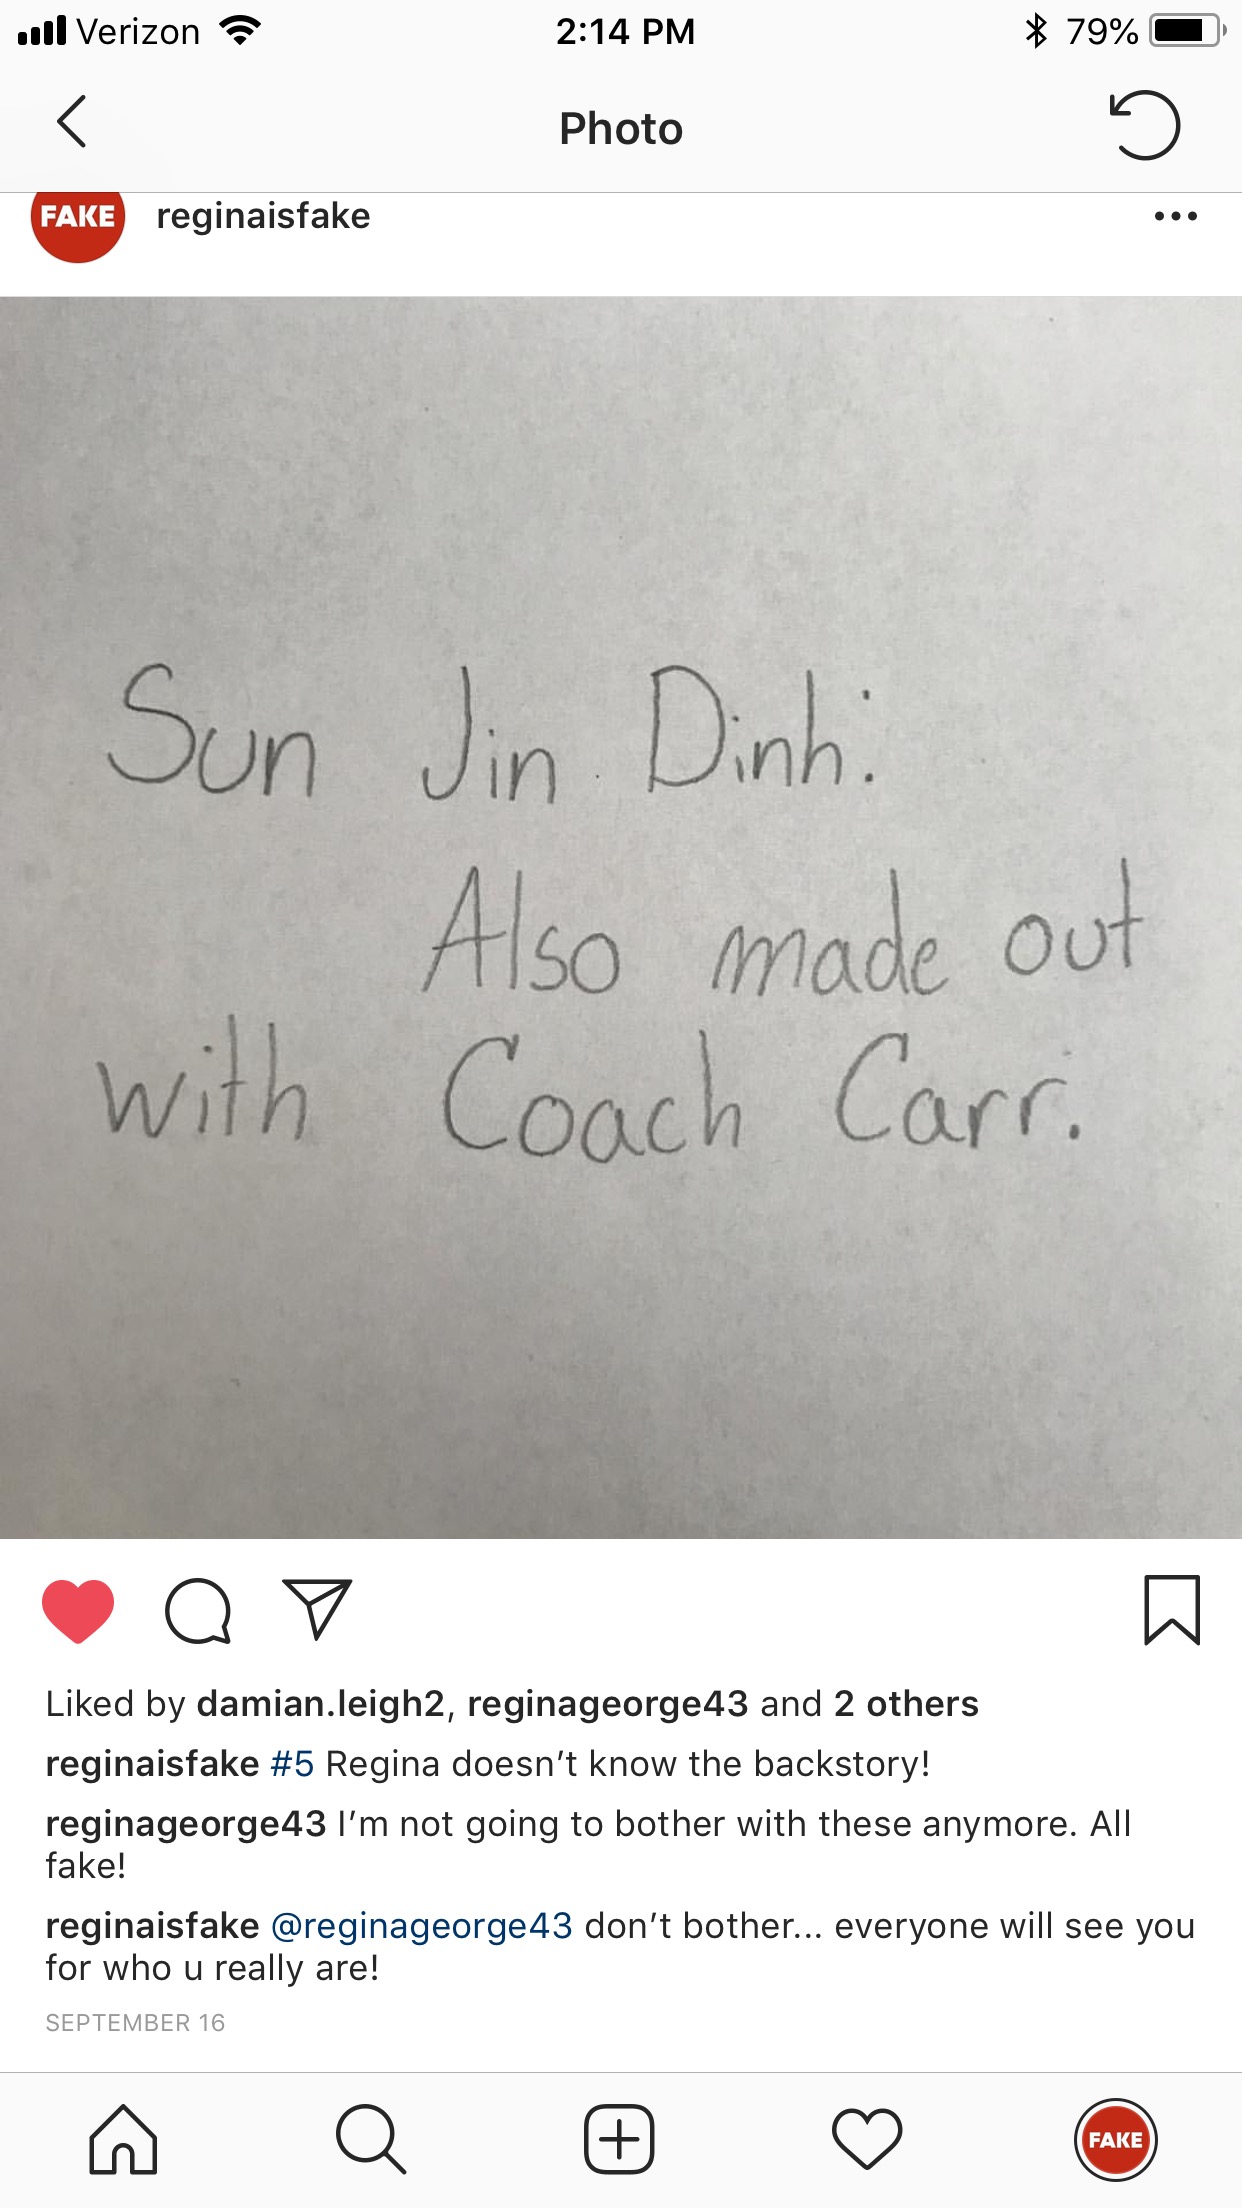 Verizon 2:14 PM 79%
Photo
FAKE reginaisfake
Sun Jin Dinh:
Also made out
with Coach Carr.
Liked by damian.leigh2, reginageorge43 and 2 others
reginaisfake #5 Regina doesn't know the backstory!
reginageorge43 I'm not going to bother with these anymore. All
fake!
reginaisfake @reginageorge43 don't bother... everyone will see you
for who u really are!
SEPTEMBER 16
FAKE